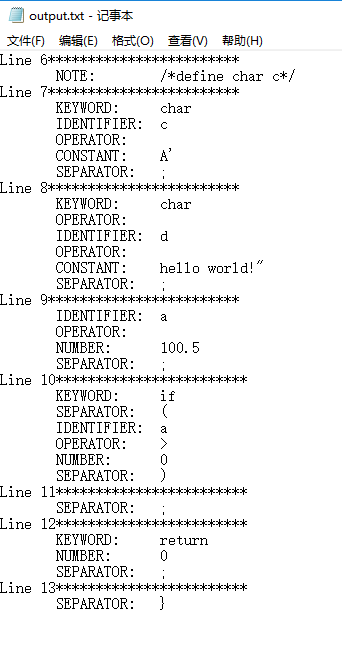 output.txt - 记事本
文件(F) 编辑(E) 格式(O) 查看(V) 帮助(H)
Line 6************************
NOTE: /*define char c*/
Line 7************************
KEYWORD: char
IDENTIFIER: c
OPERATOR:
CONSTANT: A'
SEPARATOR: ;
Line 8************************
KEYWORD: char
OPERATOR:
IDENTIFIER: d
OPERATOR:
CONSTANT: hello world!"
SEPARATOR: ;
Line 9************************
IDENTIFIER: a
OPERATOR:
NUMBER: 100.5
SEPARATOR: ;
Line 10************************
KEYWORD: if
SEPARATOR: (
IDENTIFIER: a
OPERATOR: >
NUMBER: 0
SEPARATOR: )
Line 11************************
SEPARATOR: ;
Line 12************************
KEYWORD: return
NUMBER: 0
SEPARATOR: ;
Line 13************************
SEPARATOR: }